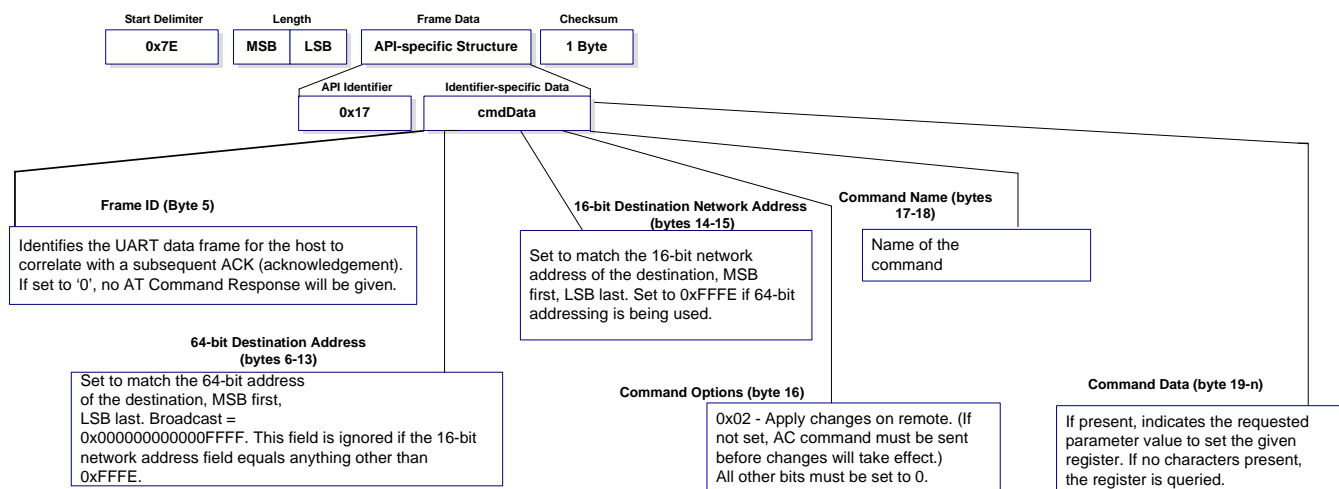 Start Delimiter Length Frame Data Checksum
0x7E MSB LSB API-specific Structure 1 Byte
API Identifier Identifier-specific Data
0x17 cmdData
Frame ID (Byte 5)
Identifies the UART data frame for the host to
correlate with a subsequent ACK (acknowledgement).
If set to ‘0’, no AT Command Response will be given.
64-bit Destination Address
(bytes 6-13)
Set to match the 64-bit address
of the destination, MSB first,
LSB last. Broadcast =
0x000000000000FFFF. This field is ignored if the 16-bit
network address field equals anything other than
0xFFFE.
16-bit Destination Network Address
(bytes 14-15)
Set to match the 16-bit network
address of the destination, MSB
first, LSB last. Set to 0xFFFE if 64-bit
addressing is being used.
Command Options (byte 16)
0x02 - Apply changes on remote. (If
not set, AC command must be sent
before changes will take effect.)
All other bits must be set to 0.
Command Name (bytes
17-18)
Name of the
command
Command Data (byte 19-n)
If present, indicates the requested
parameter value to set the given
register. If no characters present,
the register is queried.